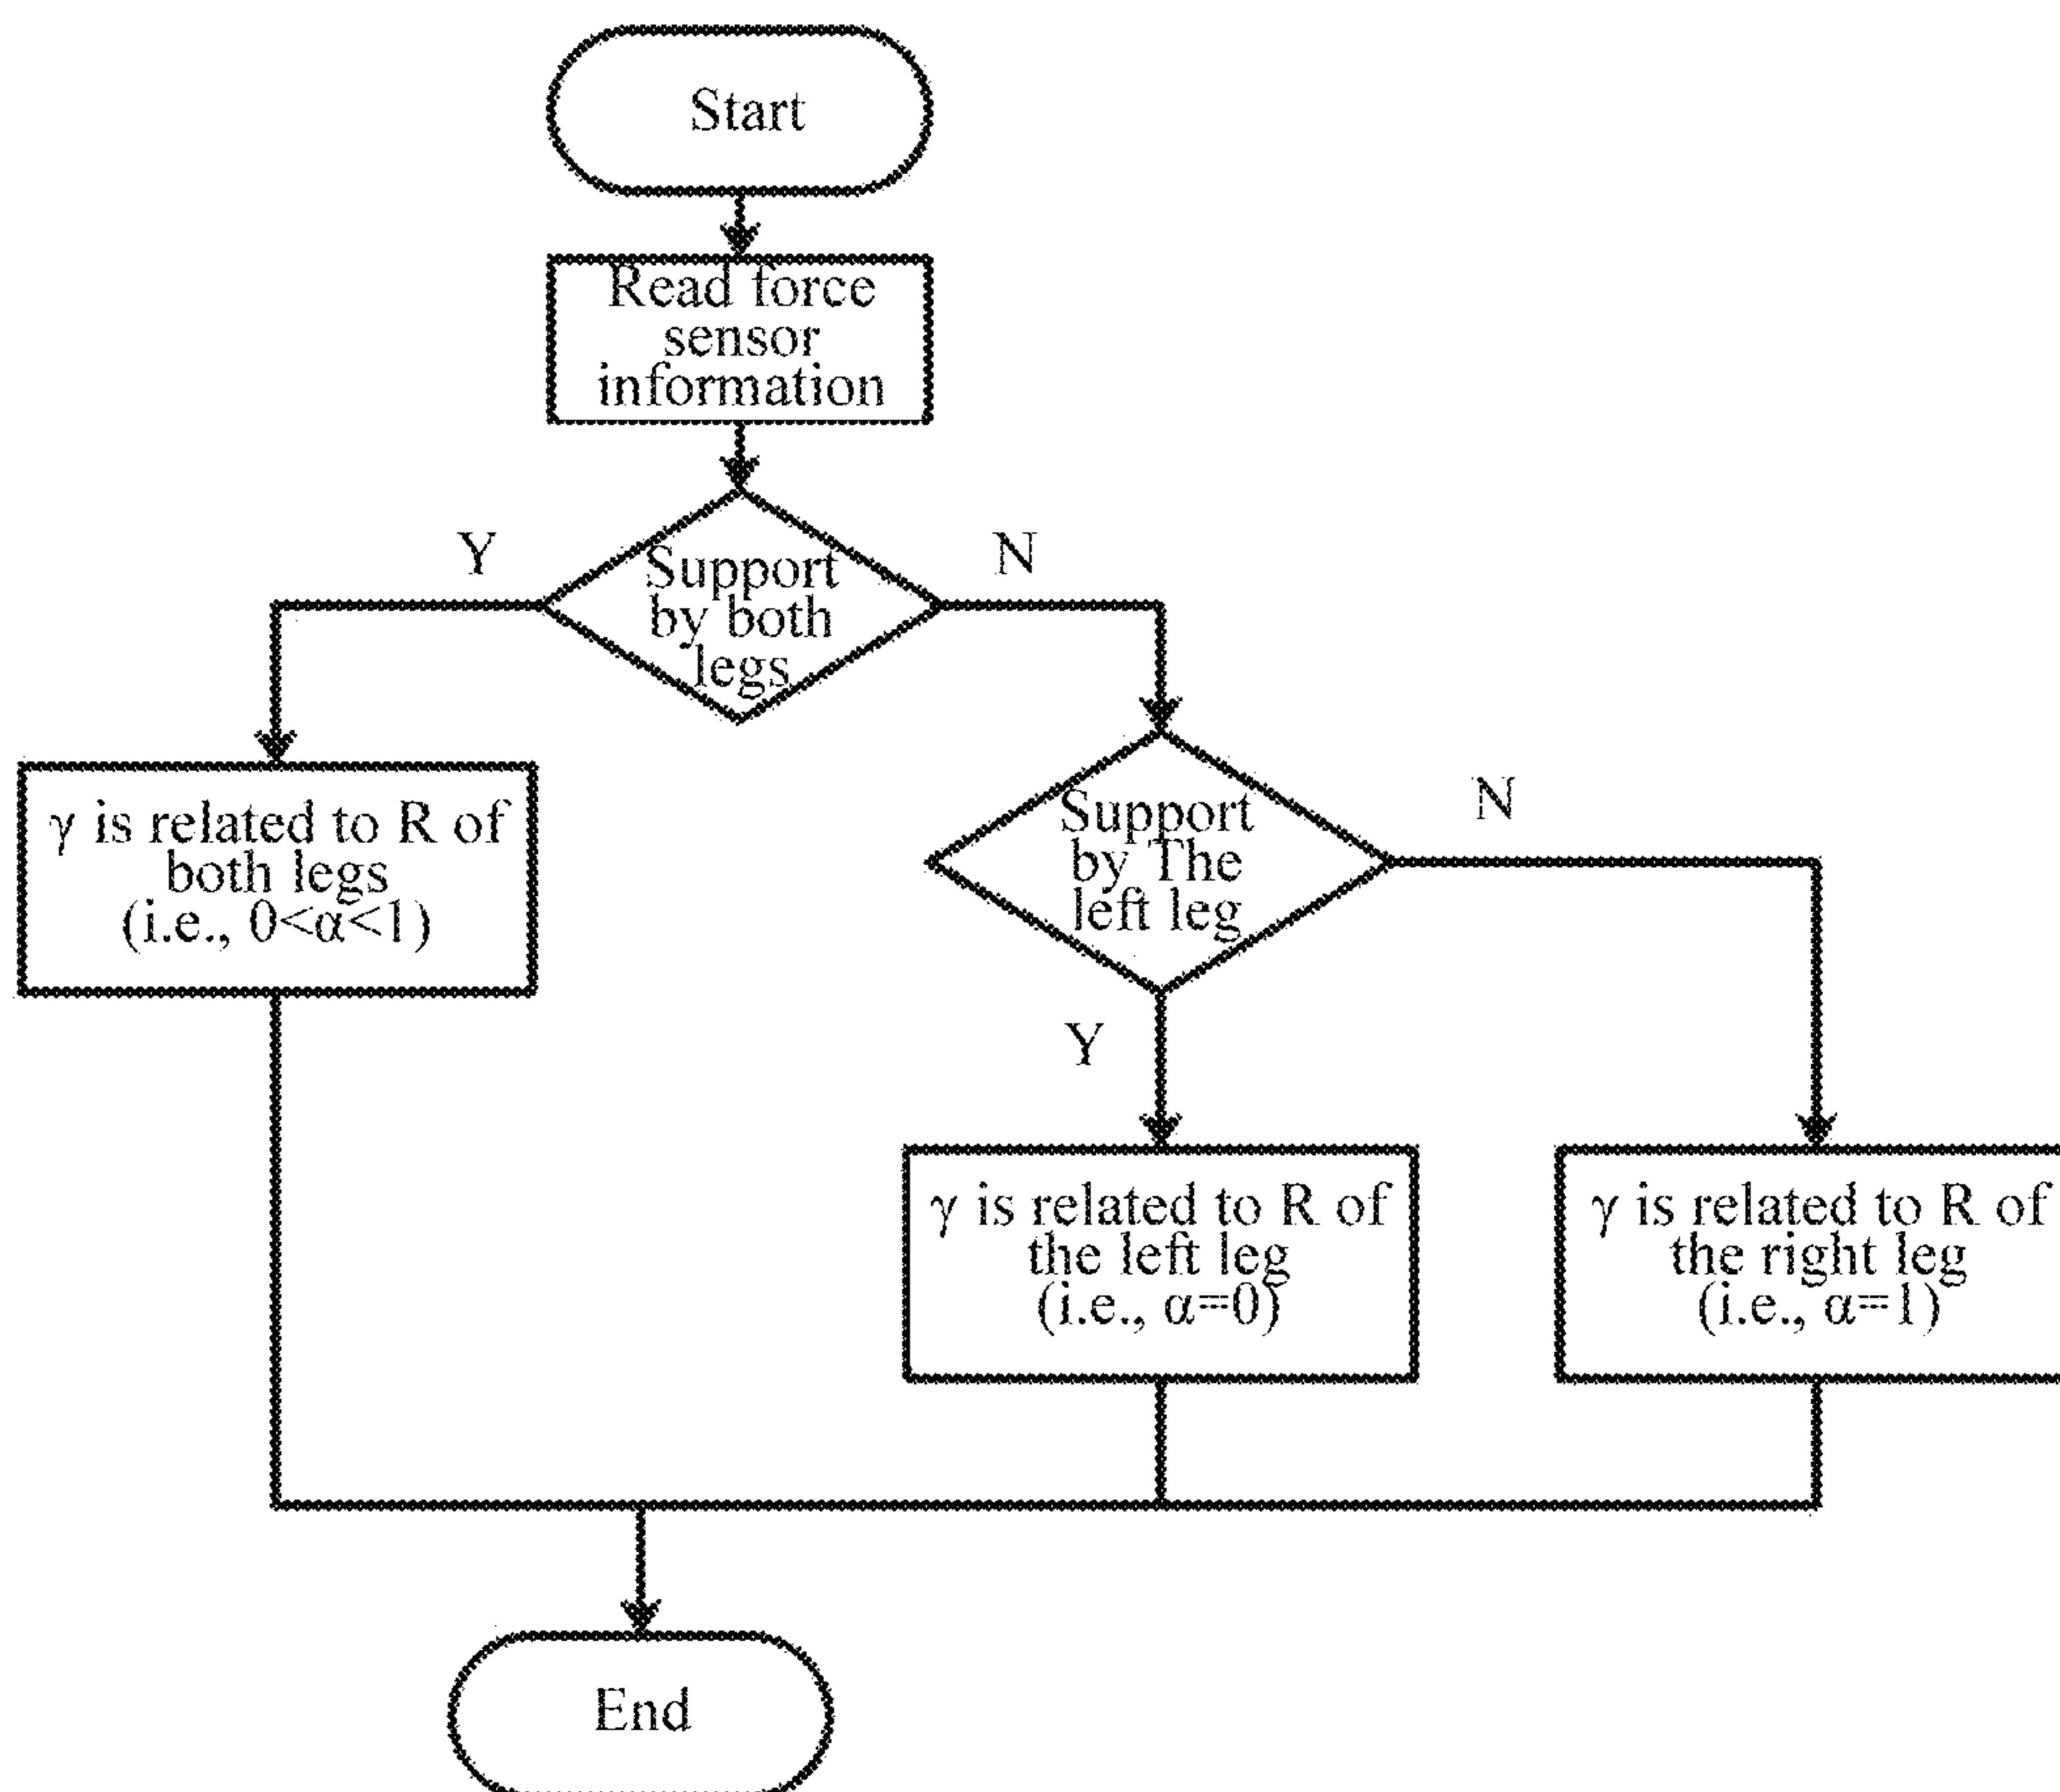 Start
Read force
sensor
information
Y
N
Support
by both
legs
γ is related to R of
both legs
(i.e., 0<α<1)
Support
by The
left leg
N
Y
γ is related to R of
the left leg
(i.e., α=0)
γ is related to R of
the right leg
(i.e., α=1)
End